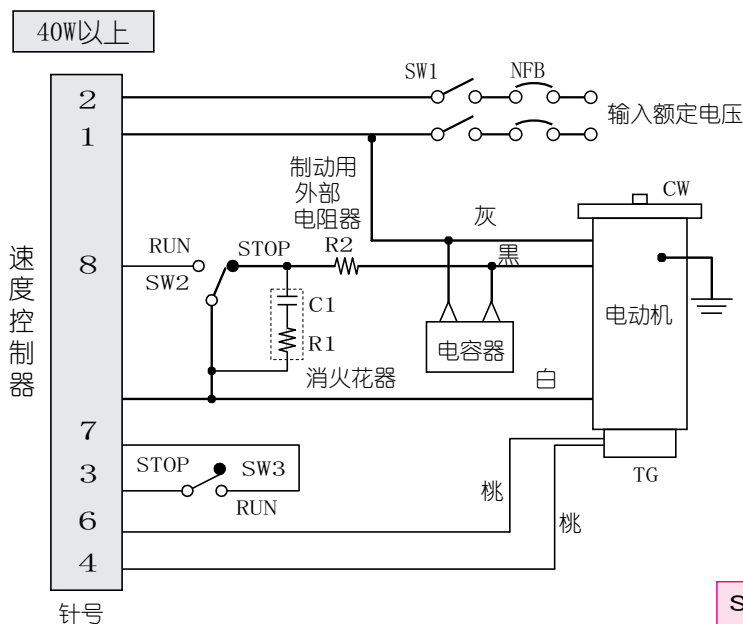 40W以上
SW1
NFB
2
输入额定电压
1
制动用
外部
电阻器
灰
CW
RUN
STOP
R2
黑
8
SW2
速度控制器
C1
R1
电容器
电动机
消火花器
白
7
STOP
SW3
3
RUN
TG
桃
6
桃
4
针号
S